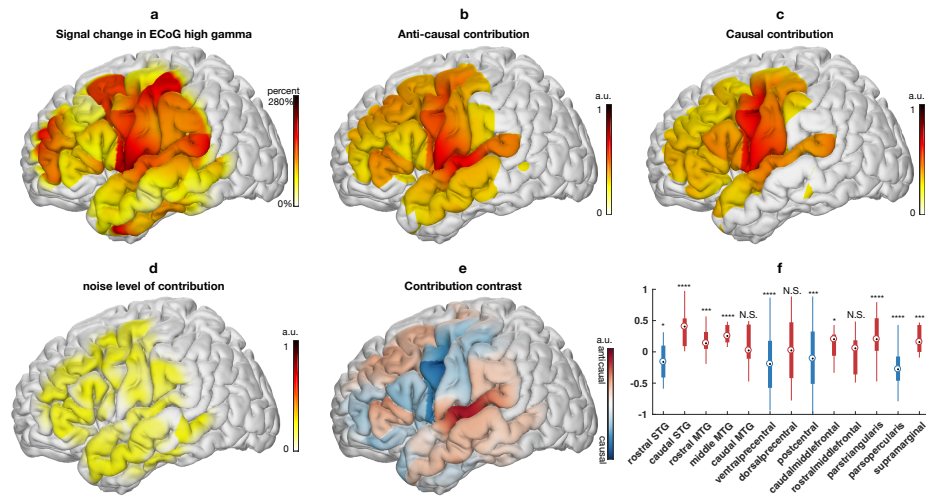 a
Signal change in ECoG high gamma
percent
280%
0%
b
Anti-causal contribution
a.u.
1
0
c
Causal contribution
a.u.
1
0
d
noise level of contribution
a.u.
1
0
e
Contribution contrast
a.u.
anticausal
causal
f
1
0.5
0
-0.5
-1
* **** *** **** N.S. **** N.S. *** * N.S. **** **** ***
rostral STG
caudal STG
rostral MTG
middle MTG
caudal MTG
ventralprecentral
dorsalprecentral
postcentral
caudalmiddlefrontal
rostralmiddlefrontal
parstriangularis
parsopercularis
supramarginal